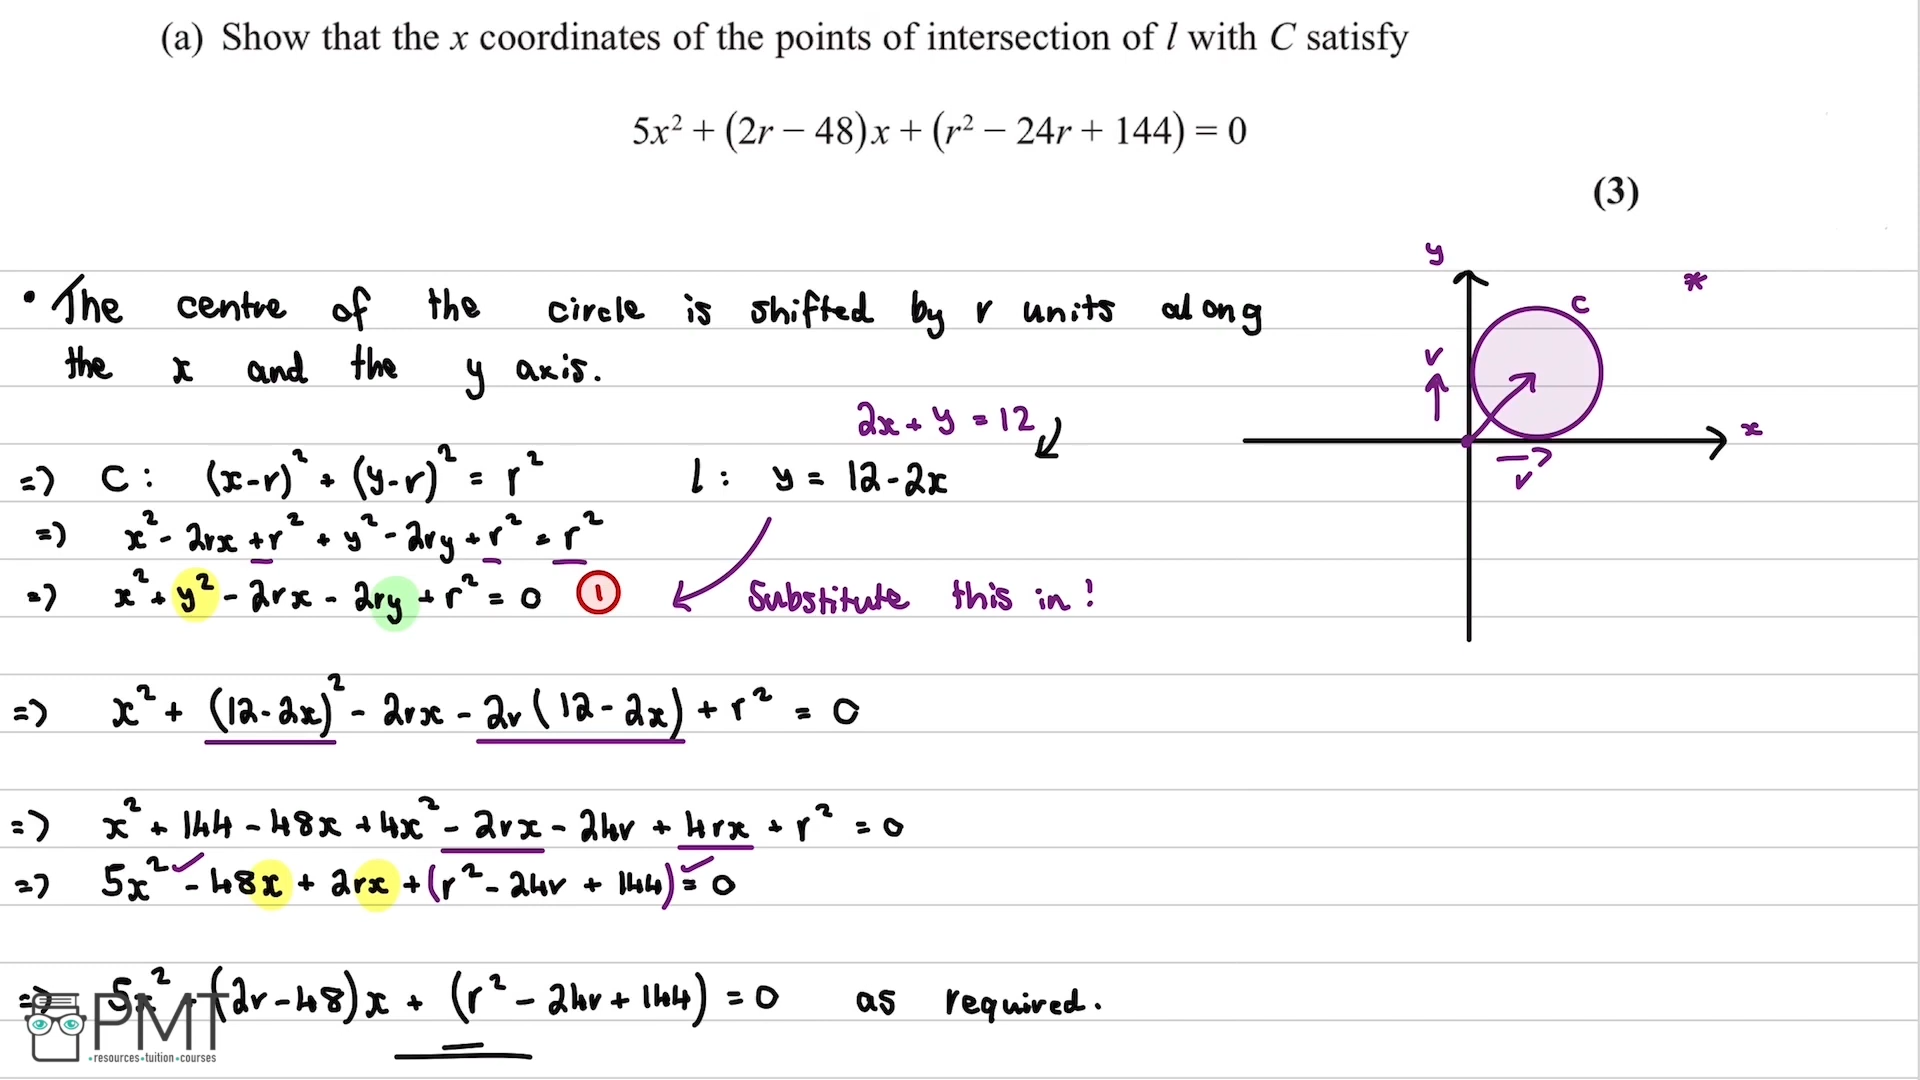 (a) Show that the x coordinates of the points of intersection of l with C satisfy
5x² + (2r − 48)x + (r² − 24r + 144) = 0
(3)
y
*
• The centre of the circle is shifted by r units along
C
the x and the y axis.
r
2x + y = 12
x
=> C : (x-r)² + (y-r)² = r² l : y = 12-2x
r
=> x² - 2rx + r² + y² - 2ry + r² = r²
=> x² + y² - 2rx - 2ry + r² = 0 1 Substitute this in!
=> x² + (12-2x)² - 2rx - 2r(12-2x) + r² = 0
=> x² + 144 - 48x + 4x² - 2rx - 24r + 4rx + r² = 0
=> 5x² - 48x + 2rx + (r² - 24r + 144) = 0
=> 5x² + (2r-48)x + (r² - 24r + 144) = 0 as required.
PMT
•resources•tuition•courses